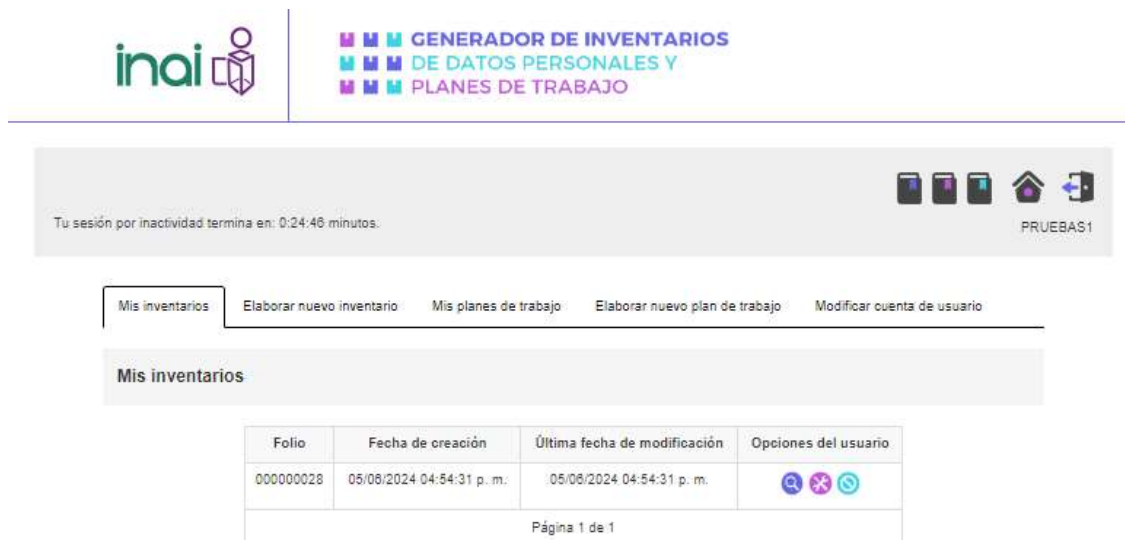 inai
GENERADOR DE INVENTARIOS
DE DATOS PERSONALES Y
PLANES DE TRABAJO
Tu sesión por inactividad termina en: 0:24:46 minutos.
PRUEBAS1
Mis inventarios Elaborar nuevo inventario Mis planes de trabajo Elaborar nuevo plan de trabajo Modificar cuenta de usuario
Mis inventarios
Folio Fecha de creación Última fecha de modificación Opciones del usuario
000000028 05/06/2024 04:54:31 p. m. 05/06/2024 04:54:31 p. m.
Página 1 de 1